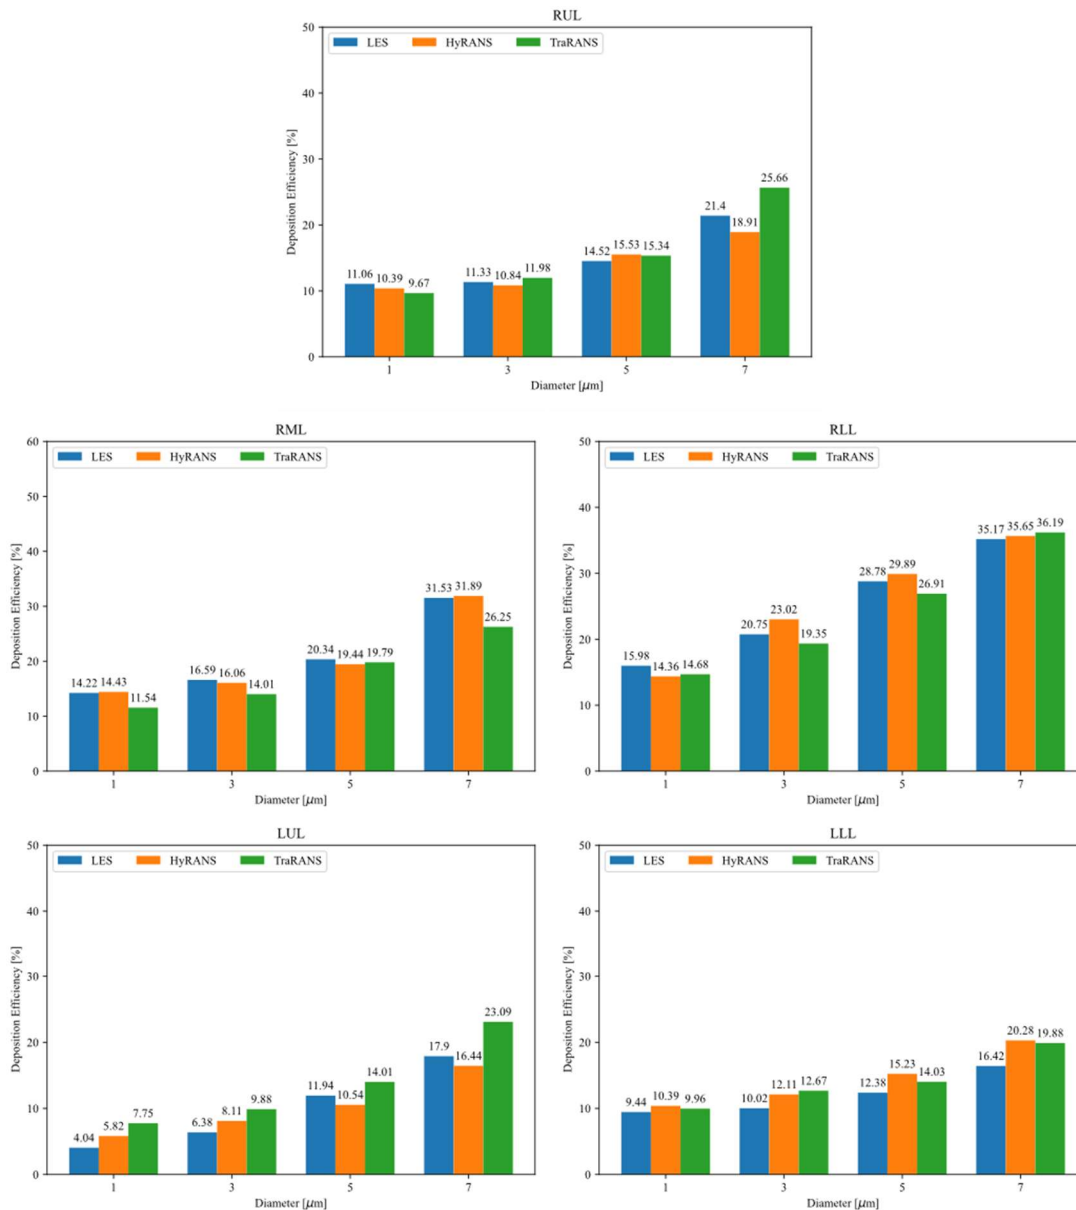 RUL
LES HyRANS TraRANS
Deposition Efficiency [%]
50
40
30
20
10
0
11.06 10.39 9.67
11.33 10.84 11.98
14.52 15.53 15.34
21.4 18.91 25.66
1 3 5 7
Diameter [μm]
RML
LES HyRANS TraRANS
Deposition Efficiency [%]
60
50
40
30
20
10
0
14.22 14.43 11.54
16.59 16.06 14.01
20.34 19.44 19.79
31.53 31.89 26.25
1 3 5 7
Diameter [μm]
RLL
LES HyRANS TraRANS
Deposition Efficiency [%]
50
40
30
20
10
0
15.98 14.36 14.68
20.75 23.02 19.35
28.78 29.89 26.91
35.17 35.65 36.19
1 3 5 7
Diameter [μm]
LUL
LES HyRANS TraRANS
Deposition Efficiency [%]
50
40
30
20
10
0
4.04 5.82 7.75
6.38 8.11 9.88
11.94 10.54 14.01
17.9 16.44 23.09
1 3 5 7
Diameter [μm]
LLL
LES HyRANS TraRANS
Deposition Efficiency [%]
50
40
30
20
10
0
9.44 10.39 9.96
10.02 12.11 12.67
12.38 15.23 14.03
16.42 20.28 19.88
1 3 5 7
Diameter [μm]